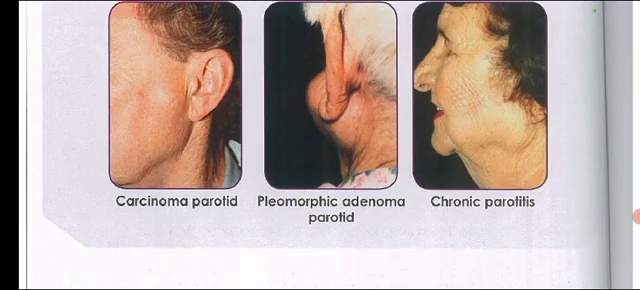 Carcinoma parotid
Pleomorphic adenoma
parotid
Chronic parotitis